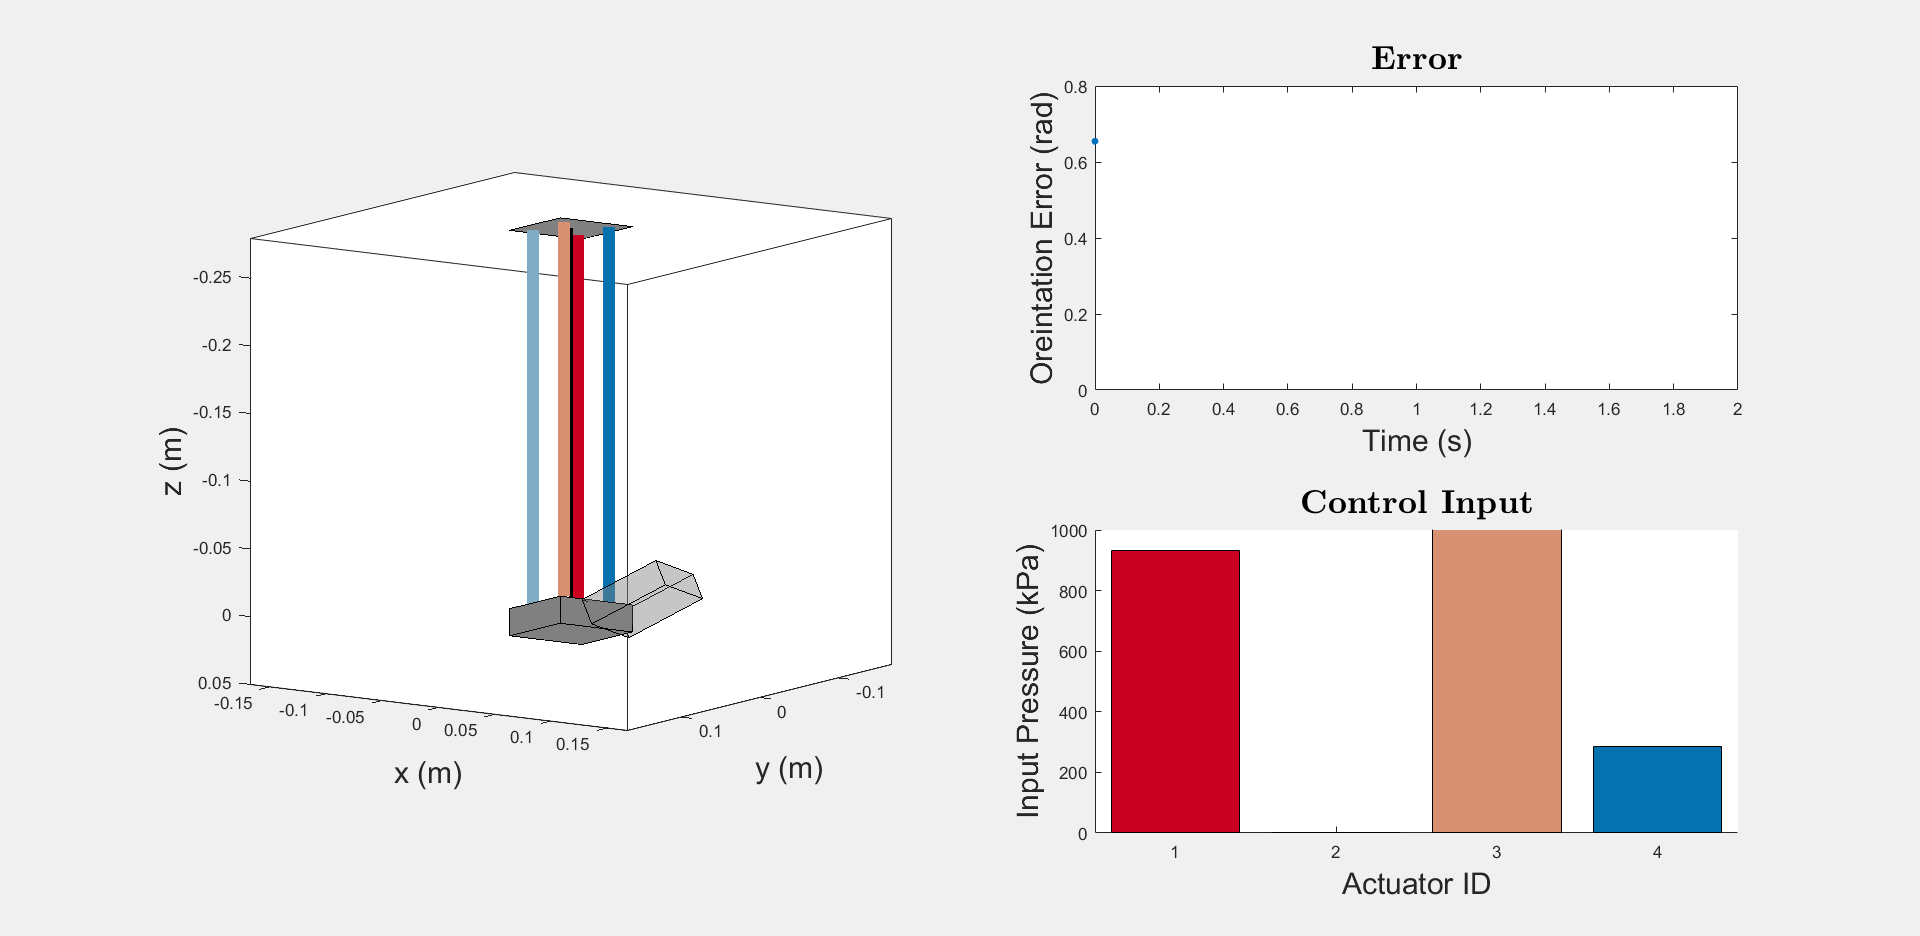 -0.25
-0.2
-0.15
-0.1
-0.05
0
0.05
z (m)
-0.15
-0.1
-0.05
0
0.05
0.1
0.15
x (m)
0.1
0
-0.1
y (m)
Error
0.8
0.6
0.4
0.2
0
Oreintation Error (rad)
0 0.2 0.4 0.6 0.8 1 1.2 1.4 1.6 1.8 2
Time (s)
Control Input
1000
800
600
400
200
0
Input Pressure (kPa)
1 2 3 4
Actuator ID